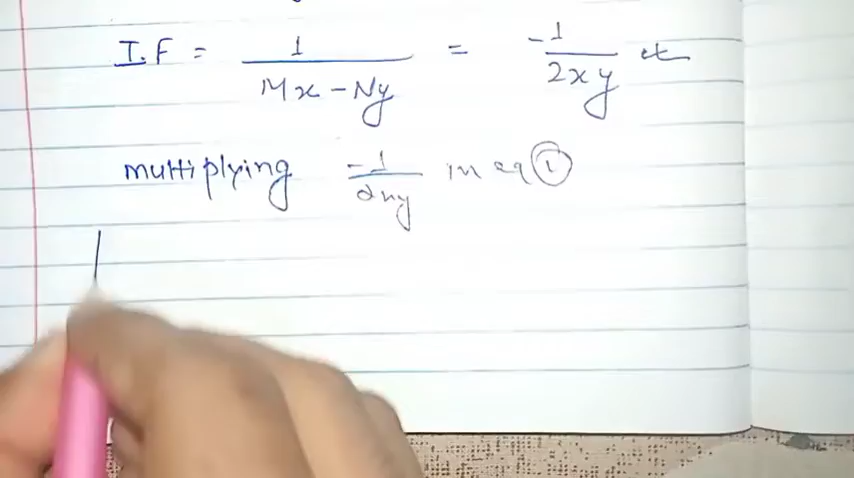 I.F = 1 / Mx - Ny = -1 / 2xy
multiplying -1 / 2xy in eq ①